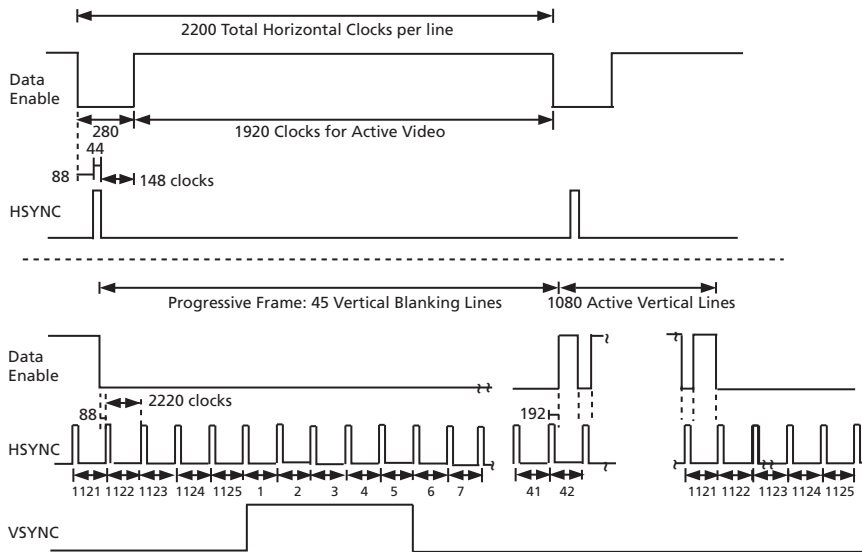 2200 Total Horizontal Clocks per line
Data
Enable
280
1920 Clocks for Active Video
44
88
148 clocks
HSYNC
Progressive Frame: 45 Vertical Blanking Lines
1080 Active Vertical Lines
Data
Enable
88
2220 clocks
192
HSYNC
1121 1122 1123 1124 1125 1 2 3 4 5 6 7 41 42 1121 1122 1123 1124 1125
VSYNC